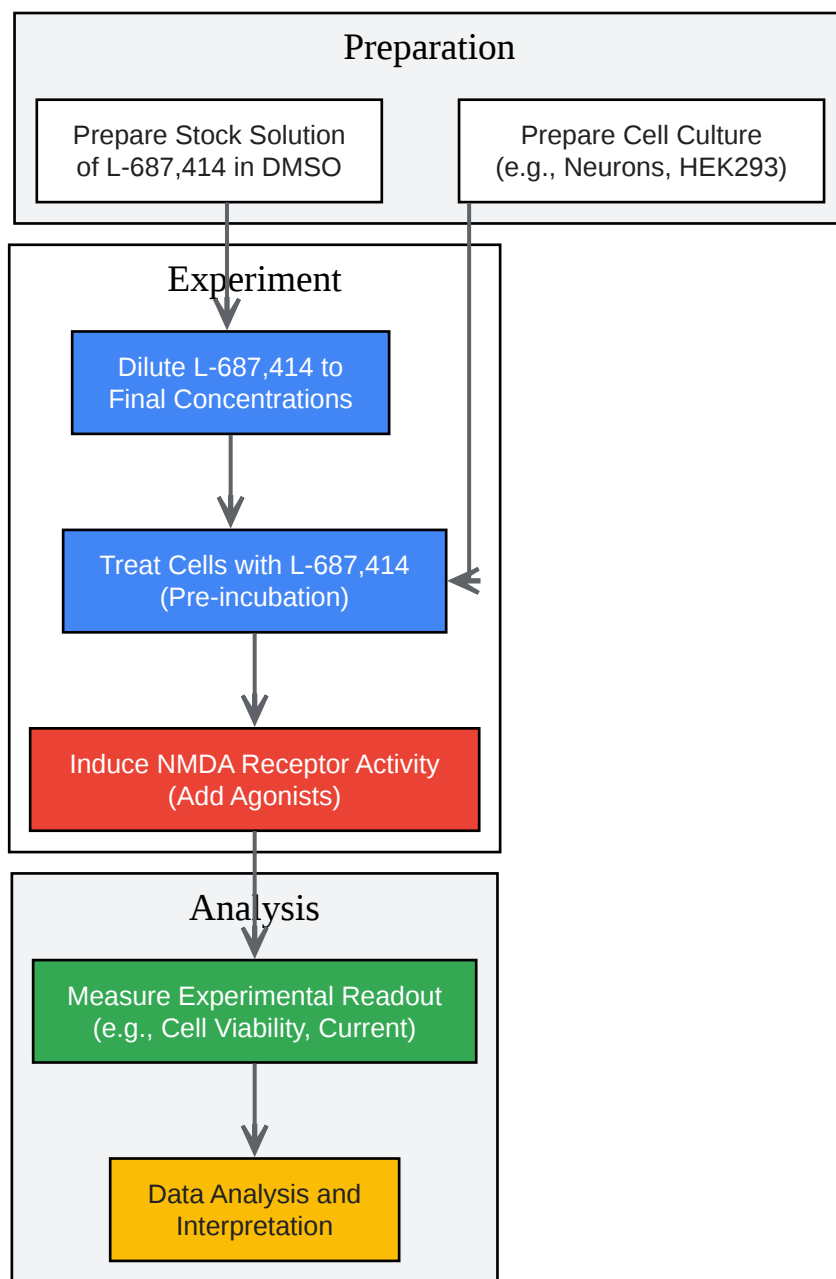 Preparation
Prepare Stock Solution
of L-687,414 in DMSO
Prepare Cell Culture
(e.g., Neurons, HEK293)
Experiment
Dilute L-687,414 to
Final Concentrations
Treat Cells with L-687,414
(Pre-incubation)
Induce NMDA Receptor Activity
(Add Agonists)
Analysis
Measure Experimental Readout
(e.g., Cell Viability, Current)
Data Analysis and
Interpretation